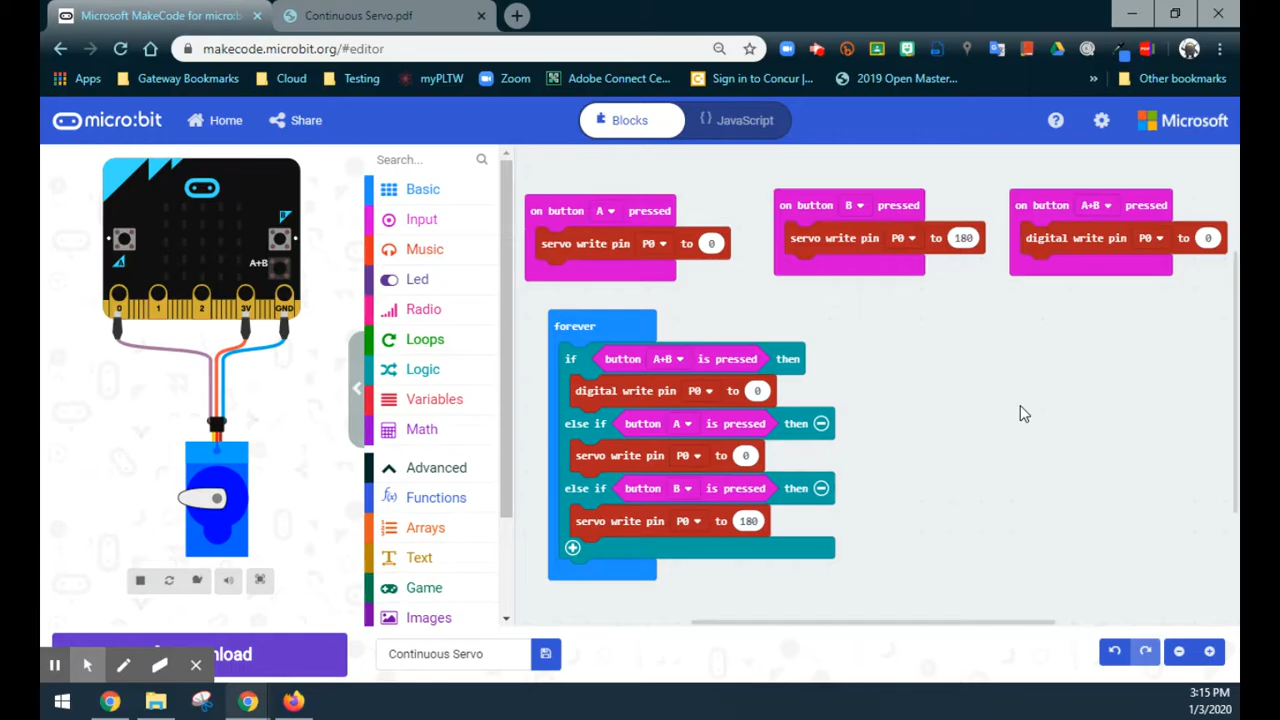 Microsoft MakeCode for micro:b
Continuous Servo.pdf
makecode.microbit.org/#editor
Apps
Gateway Bookmarks
Cloud
Testing
myPLTW
Zoom
Adobe Connect Ce...
Sign in to Concur |...
2019 Open Master...
»
Other bookmarks
micro:bit
Home
Share
Blocks
{} JavaScript
?
Microsoft
B
A
A+B
0 1 2 3V GND
Search...
Basic
Input
Music
Led
Radio
Loops
Logic
Variables
Math
Advanced
Functions
Arrays
Text
Game
Images
on button A pressed
servo write pin P0 to 0
on button B pressed
servo write pin P0 to 180
on button A+B pressed
digital write pin P0 to 0
forever
if button A+B is pressed then
digital write pin P0 to 0
else if button A is pressed then
servo write pin P0 to 0
else if button B is pressed then
servo write pin P0 to 180
Continuous Servo
3:15 PM
1/3/2020